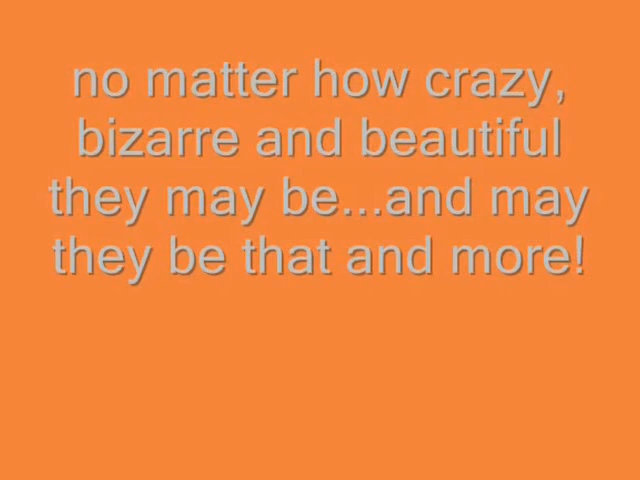 no matter how crazy,
bizarre and beautiful
they may be...and may
they be that and more!